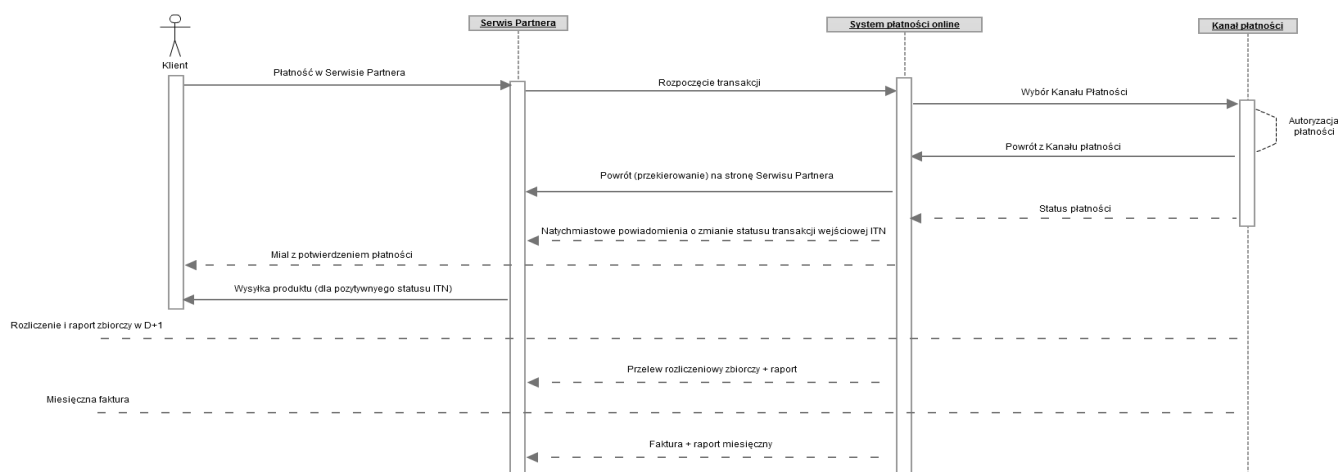 Serwis Partnera
System płatności online
Kanał płatności
Klient
Płatność w Serwisie Partnera
Rozpoczęcie transakcji
Wybór Kanału Płatności
Autoryzacja
płatności
Powrót z Kanału płatności
Powrót (przekierowanie) na stronę Serwisu Partnera
Status płatności
Natychmiastowe powiadomienia o zmianie statusu transakcji wejściowej ITN
Mial z potwierdzeniem płatności
Wysyłka produktu (dla pozytywnyego statusu ITN)
Rozliczenie i raport zbiorczy w D+1
Przelew rozliczeniowy zbiorczy + raport
Miesięczna faktura
Faktura + raport miesięczny